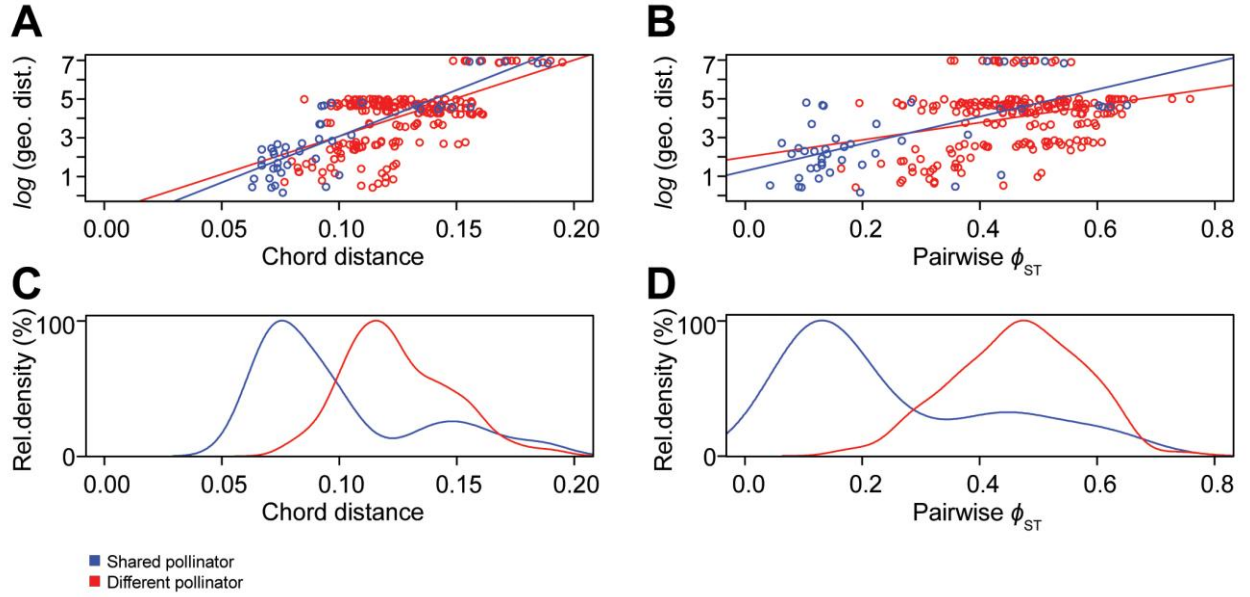 A
B
log (geo. dist.)
7
5
3
1
0.00 0.05 0.10 0.15 0.20
Chord distance
log (geo. dist.)
7
5
3
1
0.0 0.2 0.4 0.6 0.8
Pairwise ϕST
C
D
Rel.density (%)
100
0
0.00 0.05 0.10 0.15 0.20
Chord distance
Rel.density (%)
100
0
0.0 0.2 0.4 0.6 0.8
Pairwise ϕST
Shared pollinator
Different pollinator